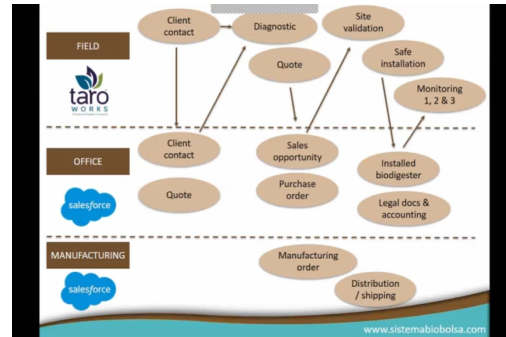 Client
contact
Diagnostic
Site
validation
FIELD
Quote
Safe
installation
taro
WORKS
Monitoring
1, 2 & 3
Client
contact
Sales
opportunity
OFFICE
Installed
biodigester
Quote
Purchase
order
salesforce
Legal docs &
accounting
MANUFACTURING
Manufacturing
order
salesforce
Distribution
/ shipping
www.sistemabiobolsa.com